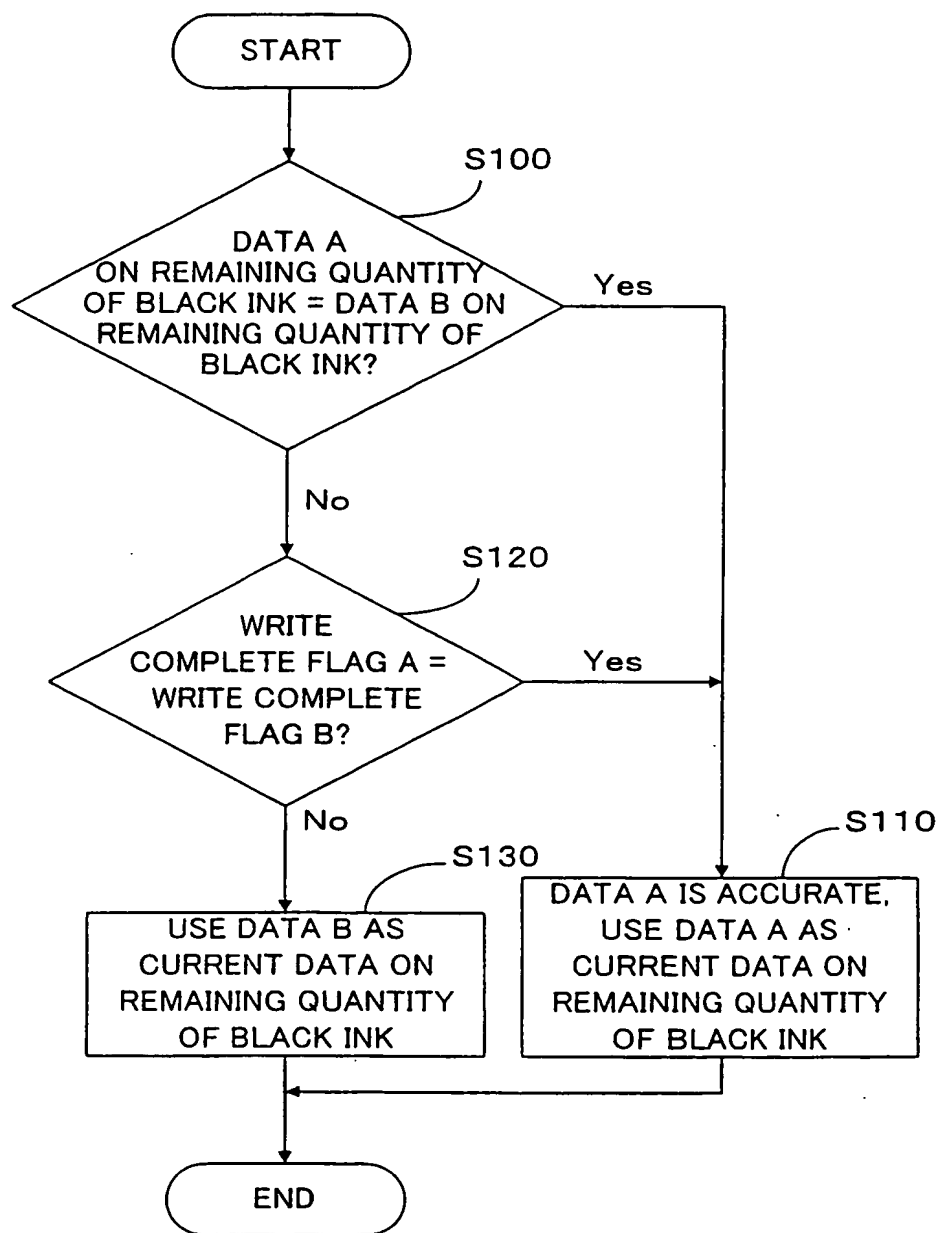 START
S100
DATA A
ON REMAINING QUANTITY
OF BLACK INK = DATA B ON
REMAINING QUANTITY OF
BLACK INK?
Yes
No
S120
WRITE
COMPLETE FLAG A =
WRITE COMPLETE
FLAG B?
Yes
No
S130
USE DATA B AS
CURRENT DATA ON
REMAINING QUANTITY
OF BLACK INK
S110
DATA A IS ACCURATE,
USE DATA A AS
CURRENT DATA ON
REMAINING QUANTITY
OF BLACK INK
END